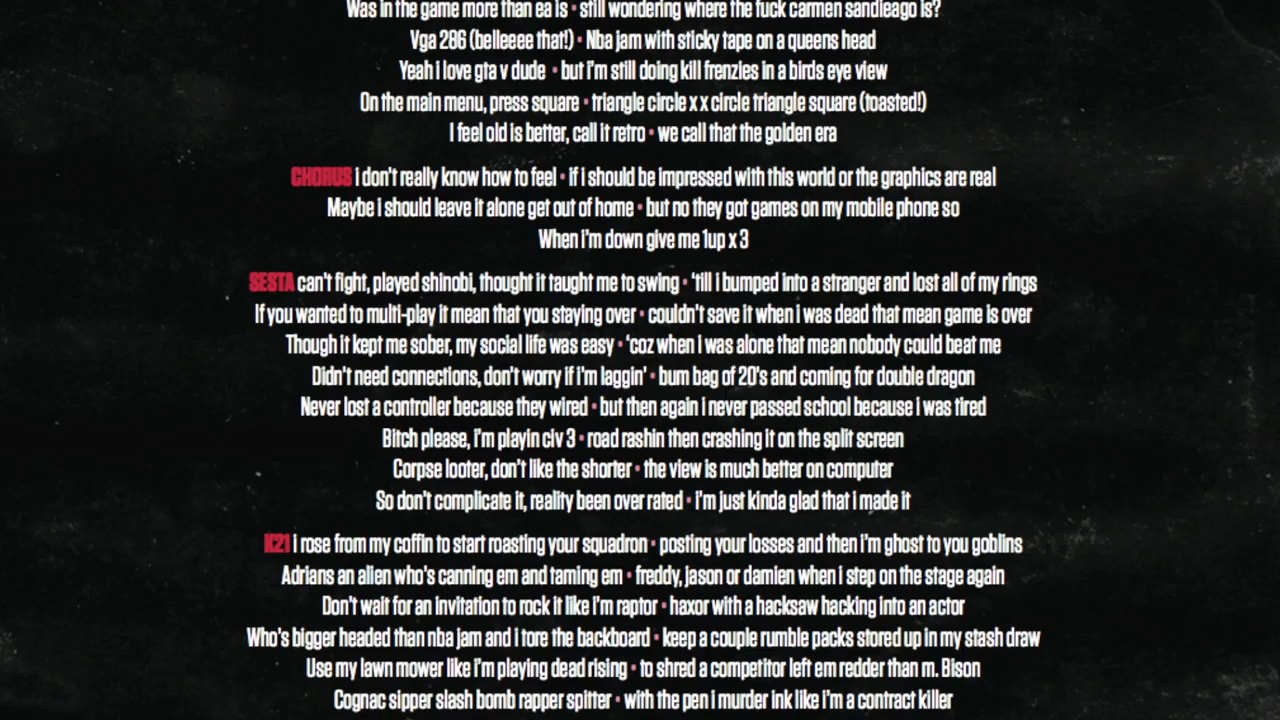 Was in the game more than ea is • still wondering where the fuck carmen sandieago is?
Vga 286 (belleeee that!) • Nba jam with sticky tape on a queens head
Yeah i love gta v dude • but i'm still doing kill frenzies in a birds eye view
On the main menu, press square • triangle circle x x circle triangle square (toasted!)
I feel old is better, call it retro • we call that the golden era
CHORUS i don't really know how to feel • if i should be impressed with this world or the graphics are real
Maybe i should leave it alone get out of home • but no they got games on my mobile phone so
When i'm down give me 1up x 3
SESTA can't fight, played shinobi, thought it taught me to swing • 'till i bumped into a stranger and lost all of my rings
If you wanted to multi-play it mean that you staying over • couldn't save it when i was dead that mean game is over
Though it kept me sober, my social life was easy • 'coz when i was alone that mean nobody could beat me
Didn't need connections, don't worry if i'm laggin' • bum bag of 20's and coming for double dragon
Never lost a controller because they wired • but then again i never passed school because i was tired
Bitch please, i'm playin civ 3 • road rashin then crashing it on the split screen
Corpse looter, don't like the shorter • the view is much better on computer
So don't complicate it, reality been over rated • i'm just kinda glad that i made it
K21 i rose from my coffin to start roasting your squadron • posting your losses and then i'm ghost to you goblins
Adrians an alien who's canning em and taming em • freddy, jason or damien when i step on the stage again
Don't wait for an invitation to rock it like i'm raptor • haxor with a hacksaw hacking into an actor
Who's bigger headed than nba jam and i tore the backboard • keep a couple rumble packs stored up in my stash draw
Use my lawn mower like i'm playing dead rising • to shred a competitor left em redder than m. Bison
Cognac sipper slash bomb rapper spitter • with the pen i murder ink like i'm a contract killer